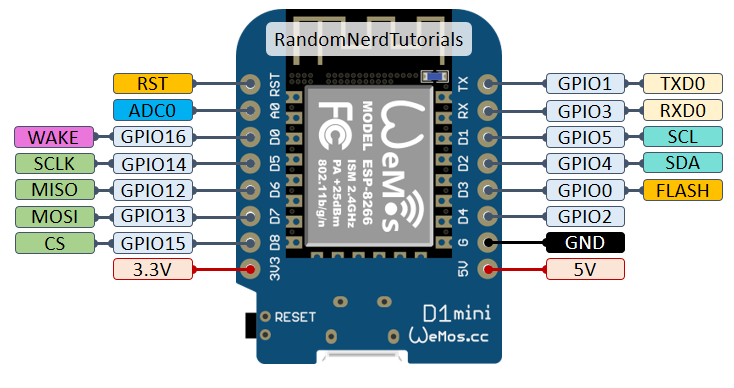 RandomNerdTutorials
RST RST TX GPIO1 TXD0
ADC0 A0 RX GPIO3 RXD0
WAKE GPIO16 D0 D1 GPIO5 SCL
SCLK GPIO14 D5 D2 GPIO4 SDA
MISO GPIO12 D6 D3 GPIO0 FLASH
MOSI GPIO13 D7 D4 GPIO2
CS GPIO15 D8 G GND
3.3V 3V3 5V 5V
WeMos
FC
MODEL ESP-8266
ISM 2.4GHz
PA +25dBm
802.11b/g/n
RESET
D1mini
WeMos.cc